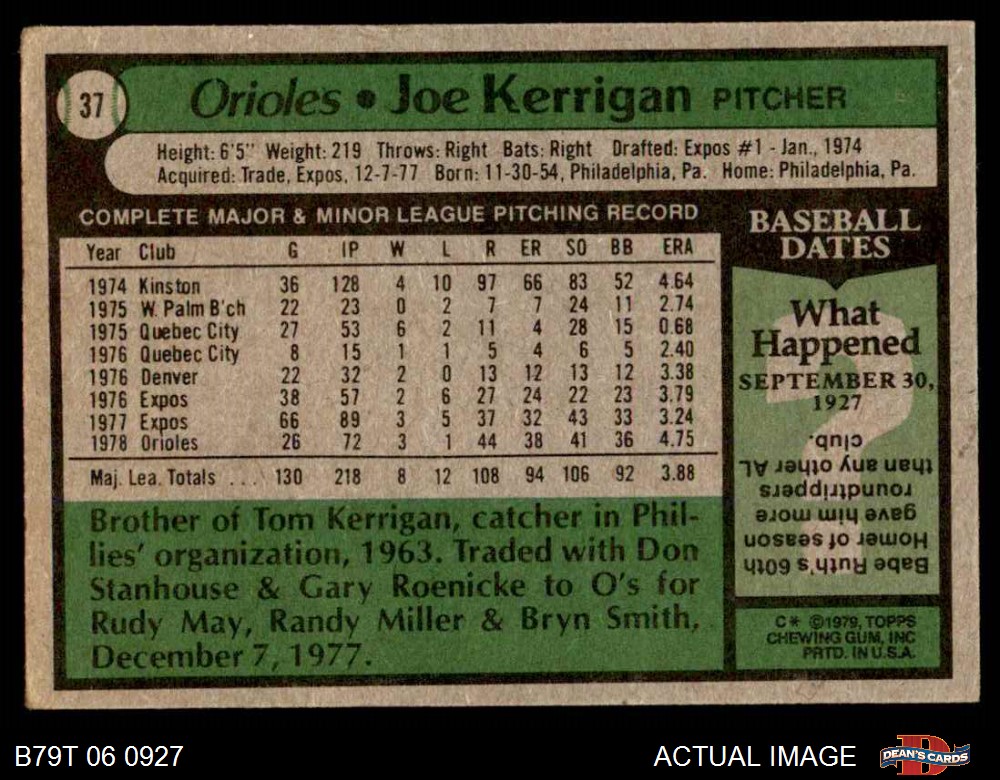 37
Orioles • Joe Kerrigan PITCHER
Height: 6'5" Weight: 219 Throws: Right Bats: Right Drafted: Expos #1 - Jan., 1974
Acquired: Trade, Expos, 12-7-77 Born: 11-30-54, Philadelphia, Pa. Home: Philadelphia, Pa.
COMPLETE MAJOR & MINOR LEAGUE PITCHING RECORD
Year Club G IP W L R ER SO BB ERA
1974 Kinston 36 128 4 10 97 66 83 52 4.64
1975 W. Palm B'ch 22 23 0 2 7 7 24 11 2.74
1975 Quebec City 27 53 6 2 11 4 28 15 0.68
1976 Quebec City 8 15 1 1 5 4 6 5 2.40
1976 Denver 22 32 2 0 13 12 13 12 3.38
1976 Expos 38 57 2 6 27 24 22 23 3.79
1977 Expos 66 89 3 5 37 32 43 33 3.24
1978 Orioles 26 72 3 1 44 38 41 36 4.75
Maj. Lea. Totals ... 130 218 8 12 108 94 106 92 3.88
Brother of Tom Kerrigan, catcher in Phil-
lies' organization, 1963. Traded with Don
Stanhouse & Gary Roenicke to O's for
Rudy May, Randy Miller & Bryn Smith,
December 7, 1977.
BASEBALL
DATES
What
Happened
SEPTEMBER 30,
1927
?
Babe Ruth's 60th
Homer of season
gave him more
roundtrippers
than any other AL
club.
C* ©1979, TOPPS
CHEWING GUM, INC
PRTD. IN U.S.A.
B79T 06 0927
ACTUAL IMAGE
D
DEAN'S CARDS